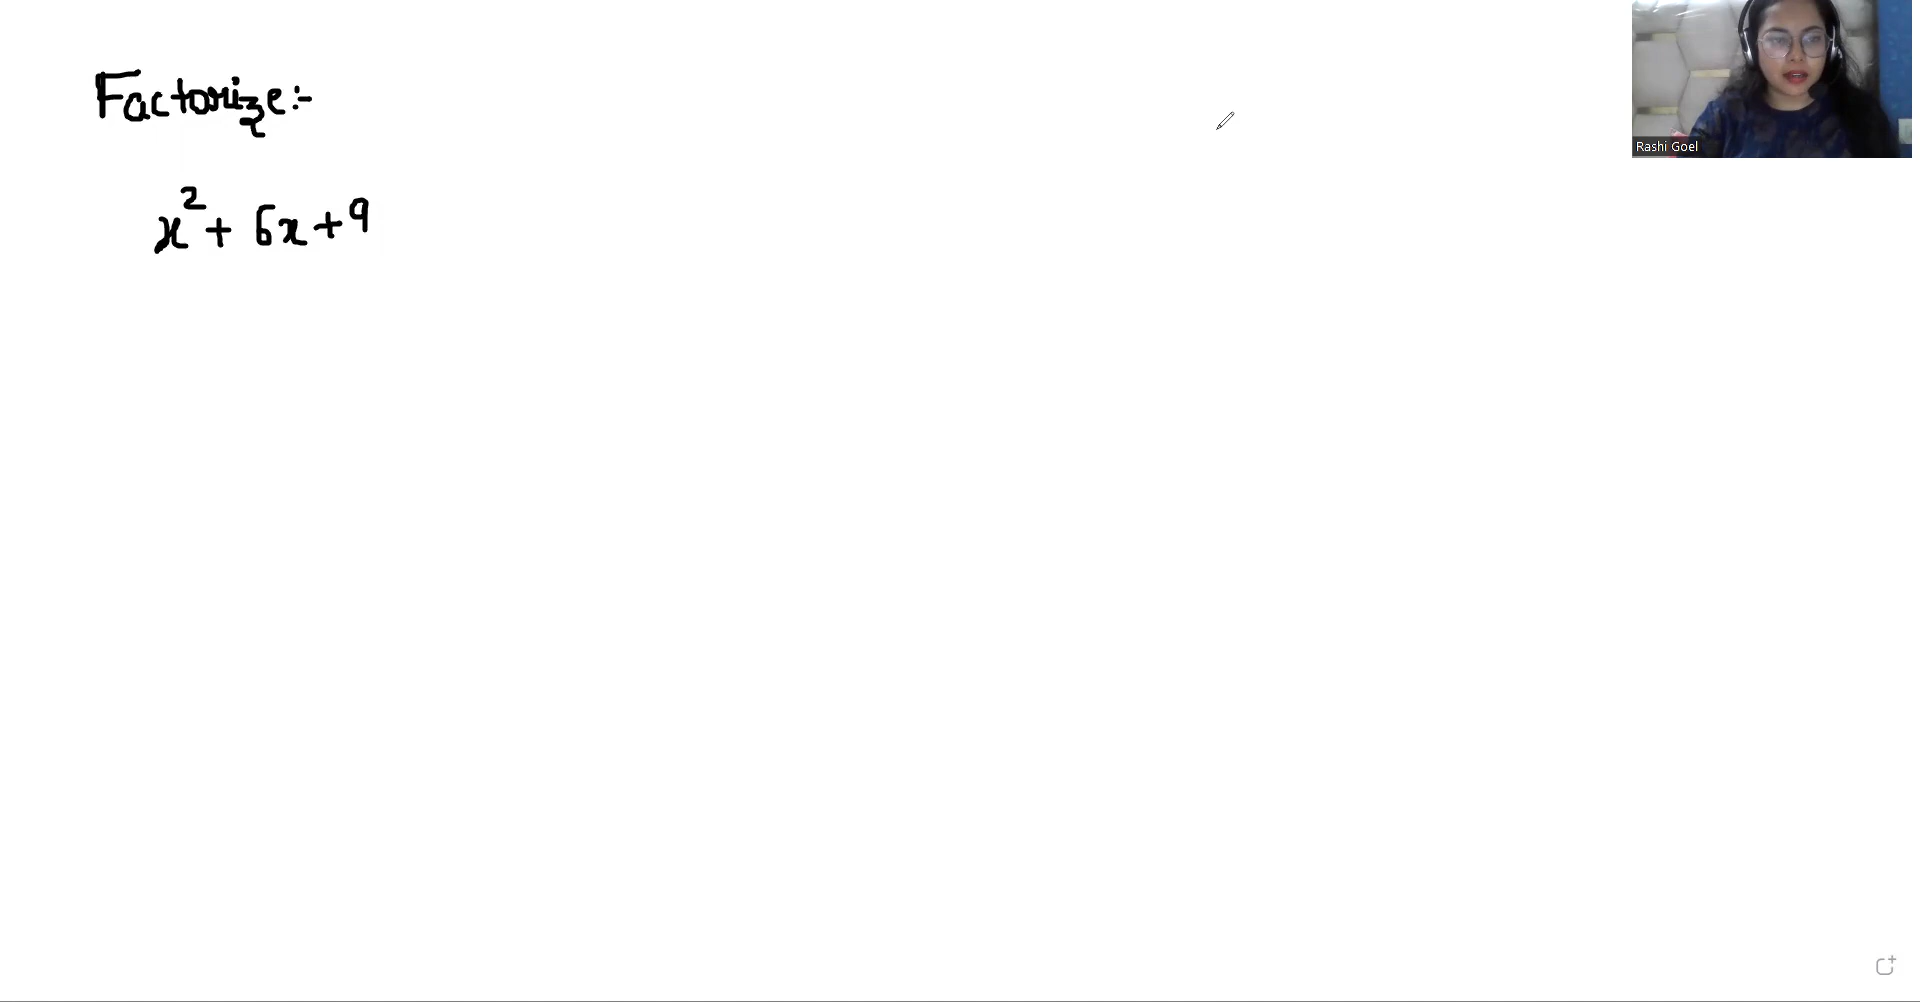 Factorize:-
x² + 6x + 9
Rashi Goel